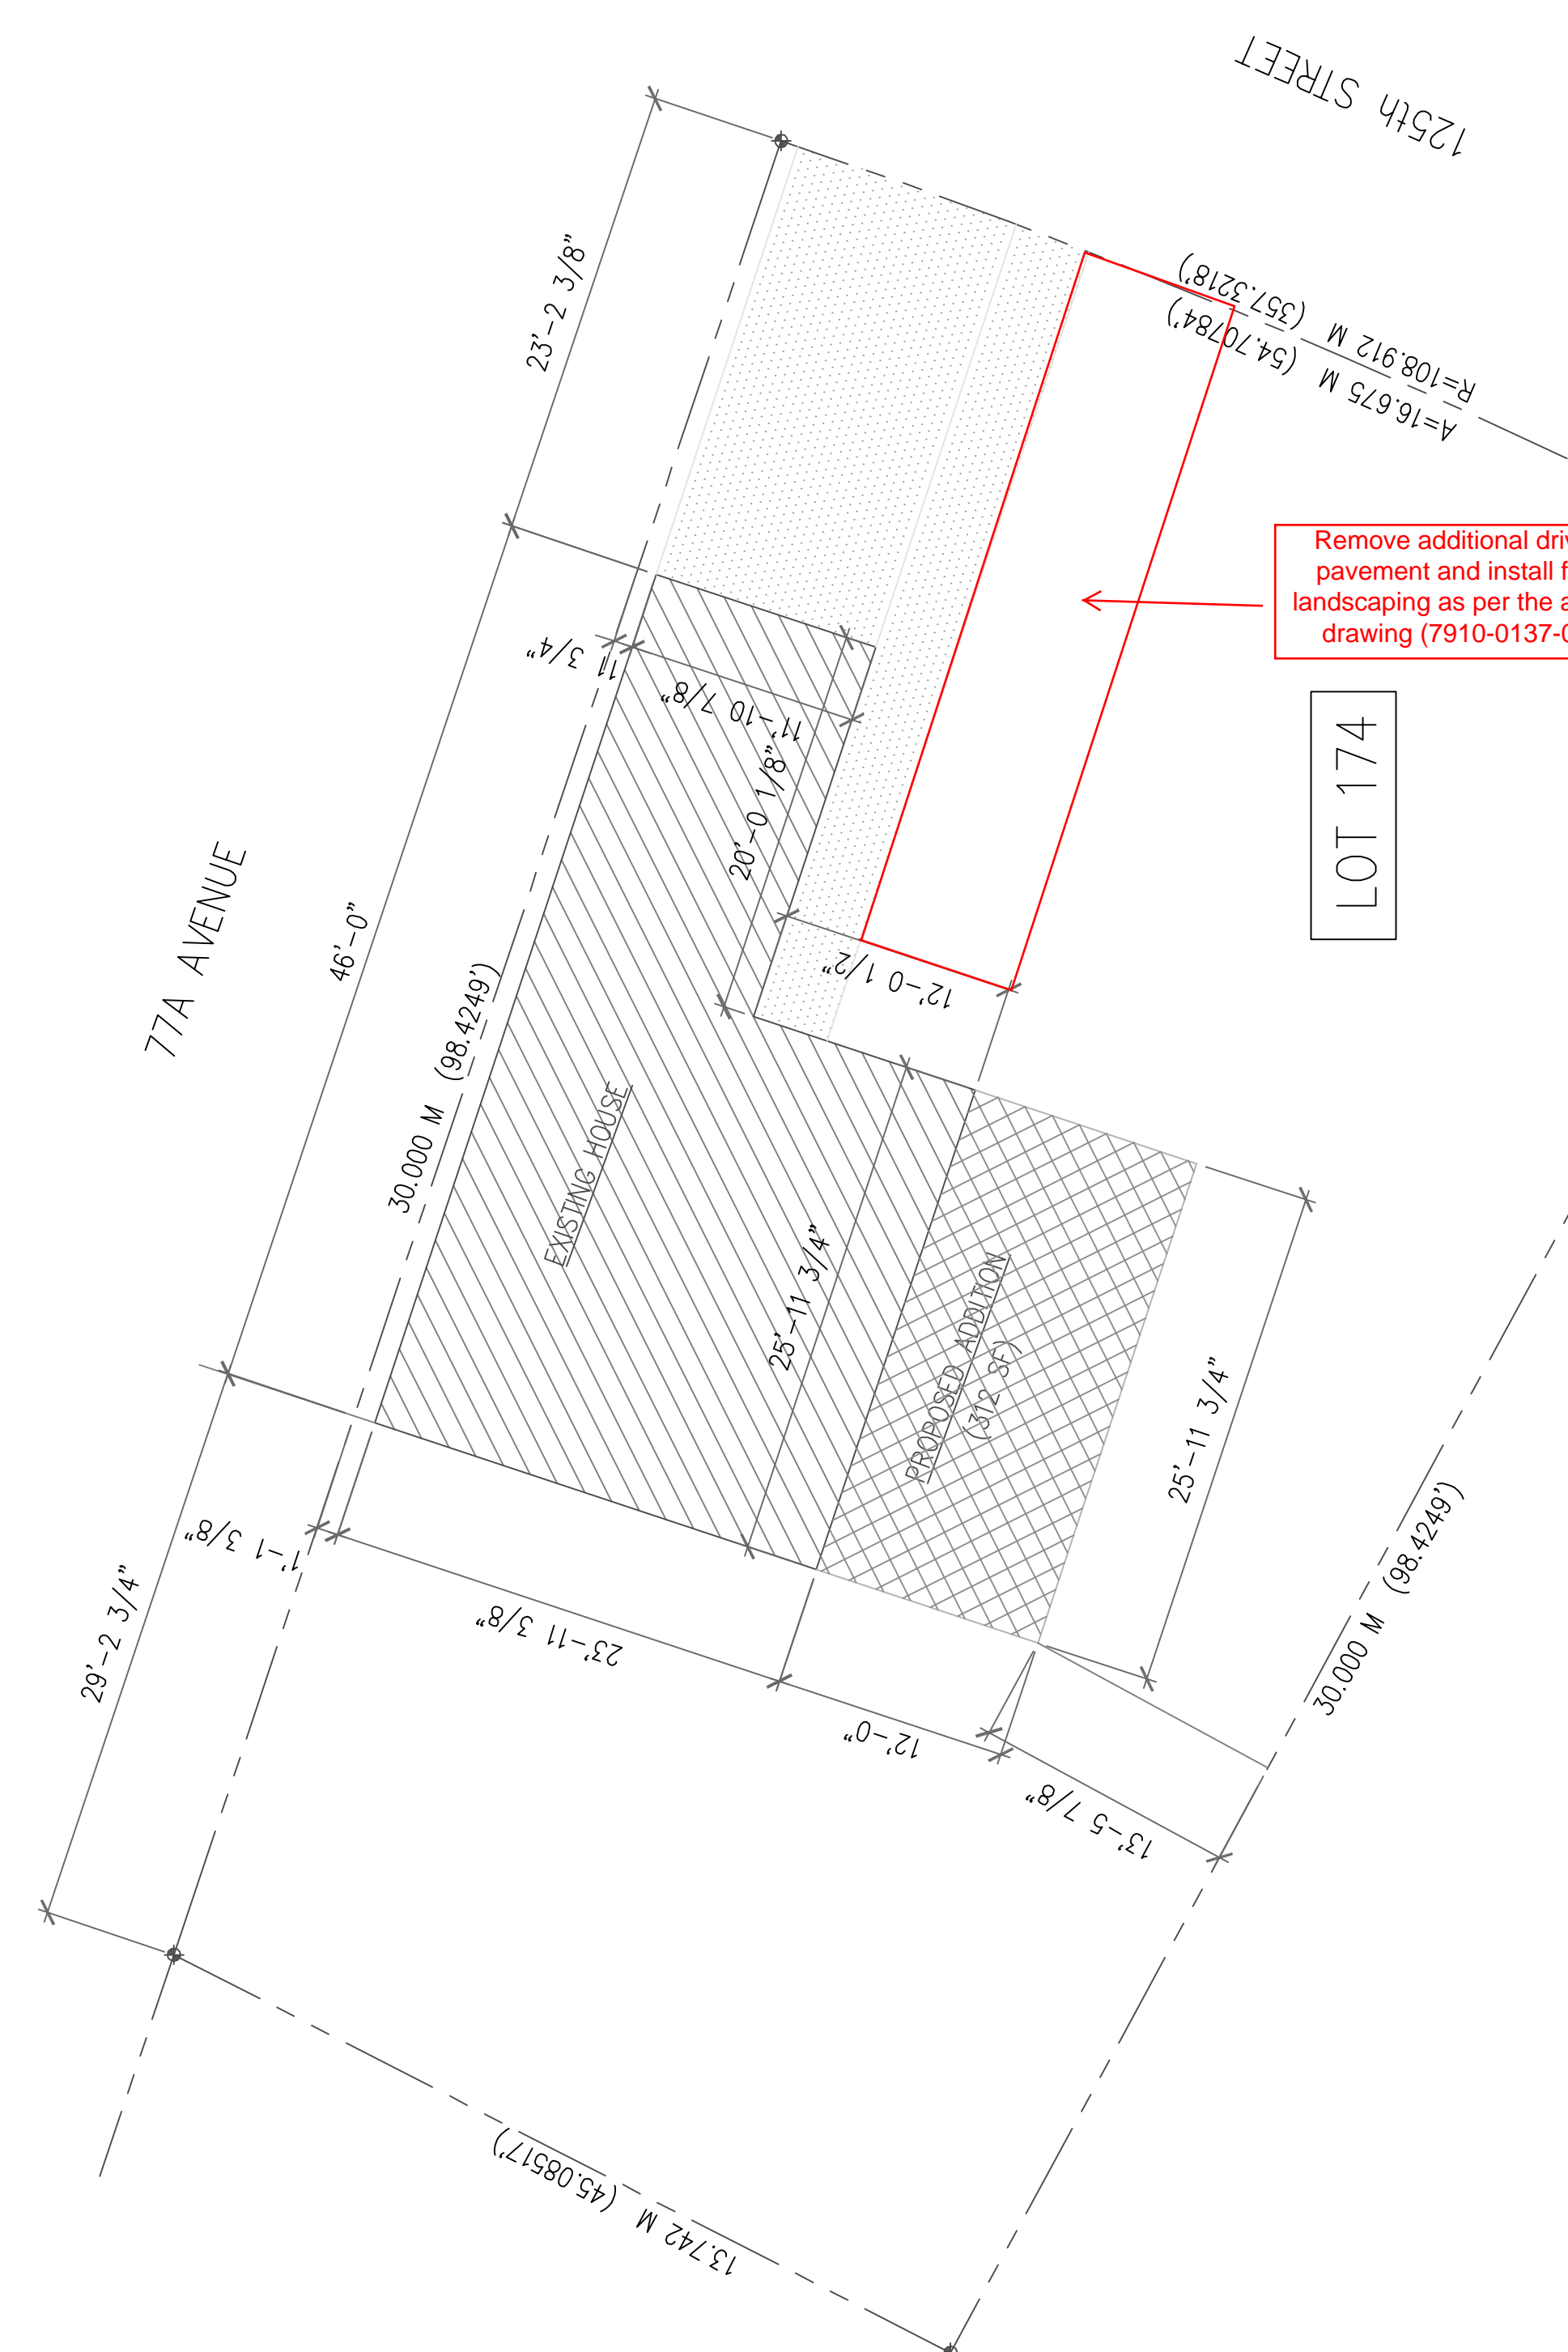 125th STREET
R=108.912 M (357.3218')
A=16.675 M (54.70784')
23'-2 3/8"
Remove additional
pavement and install
landscaping as per the
drawing
LOT 174
11 3/4"
11'-10 7/8"
20'-0 1/8"
12'-0 1/2"
77A AVENUE
46'-0"
30.000 M (98.4249')
EXISTING HOUSE
25'-11 3/4"
PROPOSED ADDITION
(312 SF)
25'-11 3/4"
1'-1 3/8"
23'-11 3/8"
12'-0"
13'-5 7/8"
29'-2 3/4"
30.000 M (98.4249')
13.742 M (45.08517')